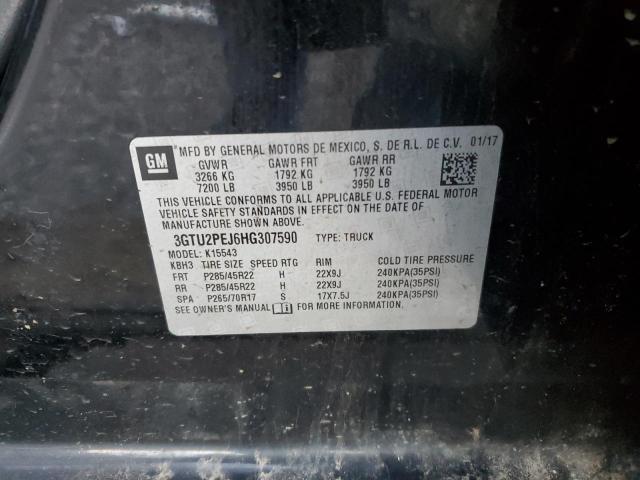 GM MFD BY GENERAL MOTORS DE MEXICO, S. DE R.L. DE C.V. 01/17
GVWR GAWR FRT GAWR RR
3266 KG 1792 KG 1792 KG
7200 LB 3950 LB 3950 LB
THIS VEHICLE CONFORMS TO ALL APPLICABLE U.S. FEDERAL MOTOR
VEHICLE SAFETY STANDARDS IN EFFECT ON THE DATE OF
MANUFACTURE SHOWN ABOVE.
3GTU2PEJ6HG307590 TYPE: TRUCK
MODEL: K15543
KBH3 TIRE SIZE SPEED RTG RIM COLD TIRE PRESSURE
FRT P285/45R22 H 22X9J 240KPA(35PSI)
RR P285/45R22 H 22X9J 240KPA(35PSI)
SPA P265/70R17 S 17X7.5J 240KPA(35PSI)
SEE OWNER'S MANUAL i FOR MORE INFORMATION.